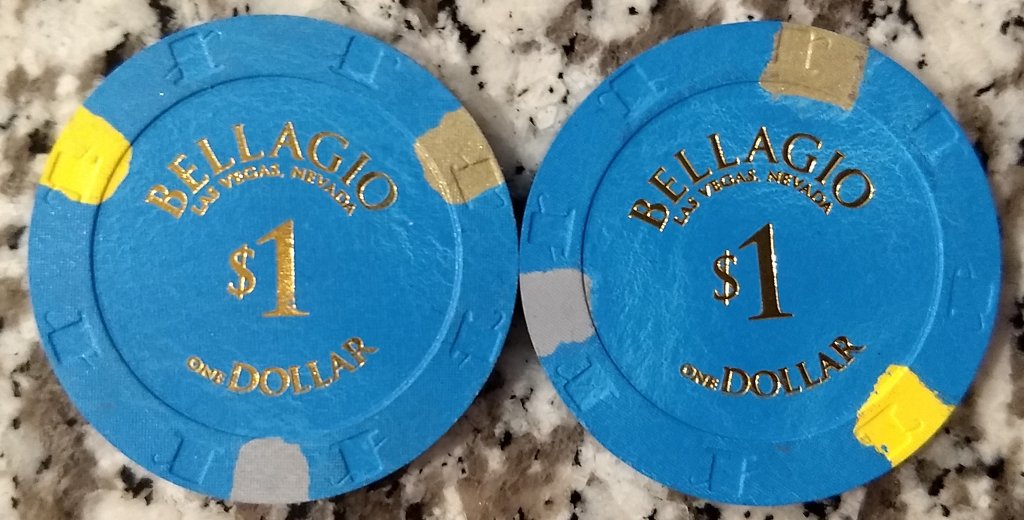 BELLAGIO
LAS VEGAS, NEVADA
$1
ONE DOLLAR
BELLAGIO
LAS VEGAS, NEVADA
$1
ONE DOLLAR